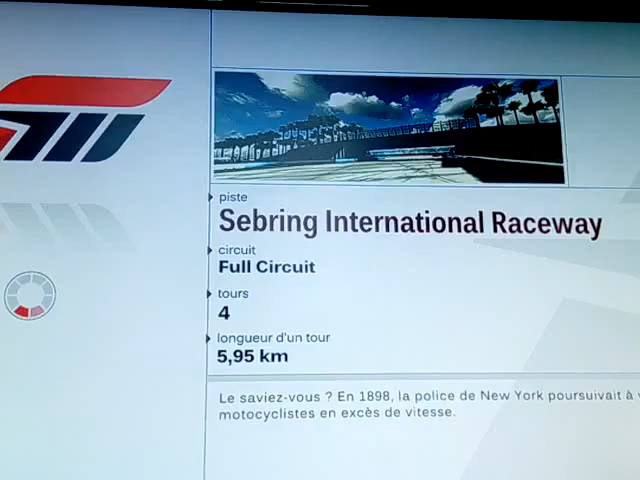 piste
Sebring International Raceway
circuit
Full Circuit
tours
4
longueur d'un tour
5,95 km
Le saviez-vous ? En 1898, la police de New York poursuivait à
motocyclistes en excès de vitesse.